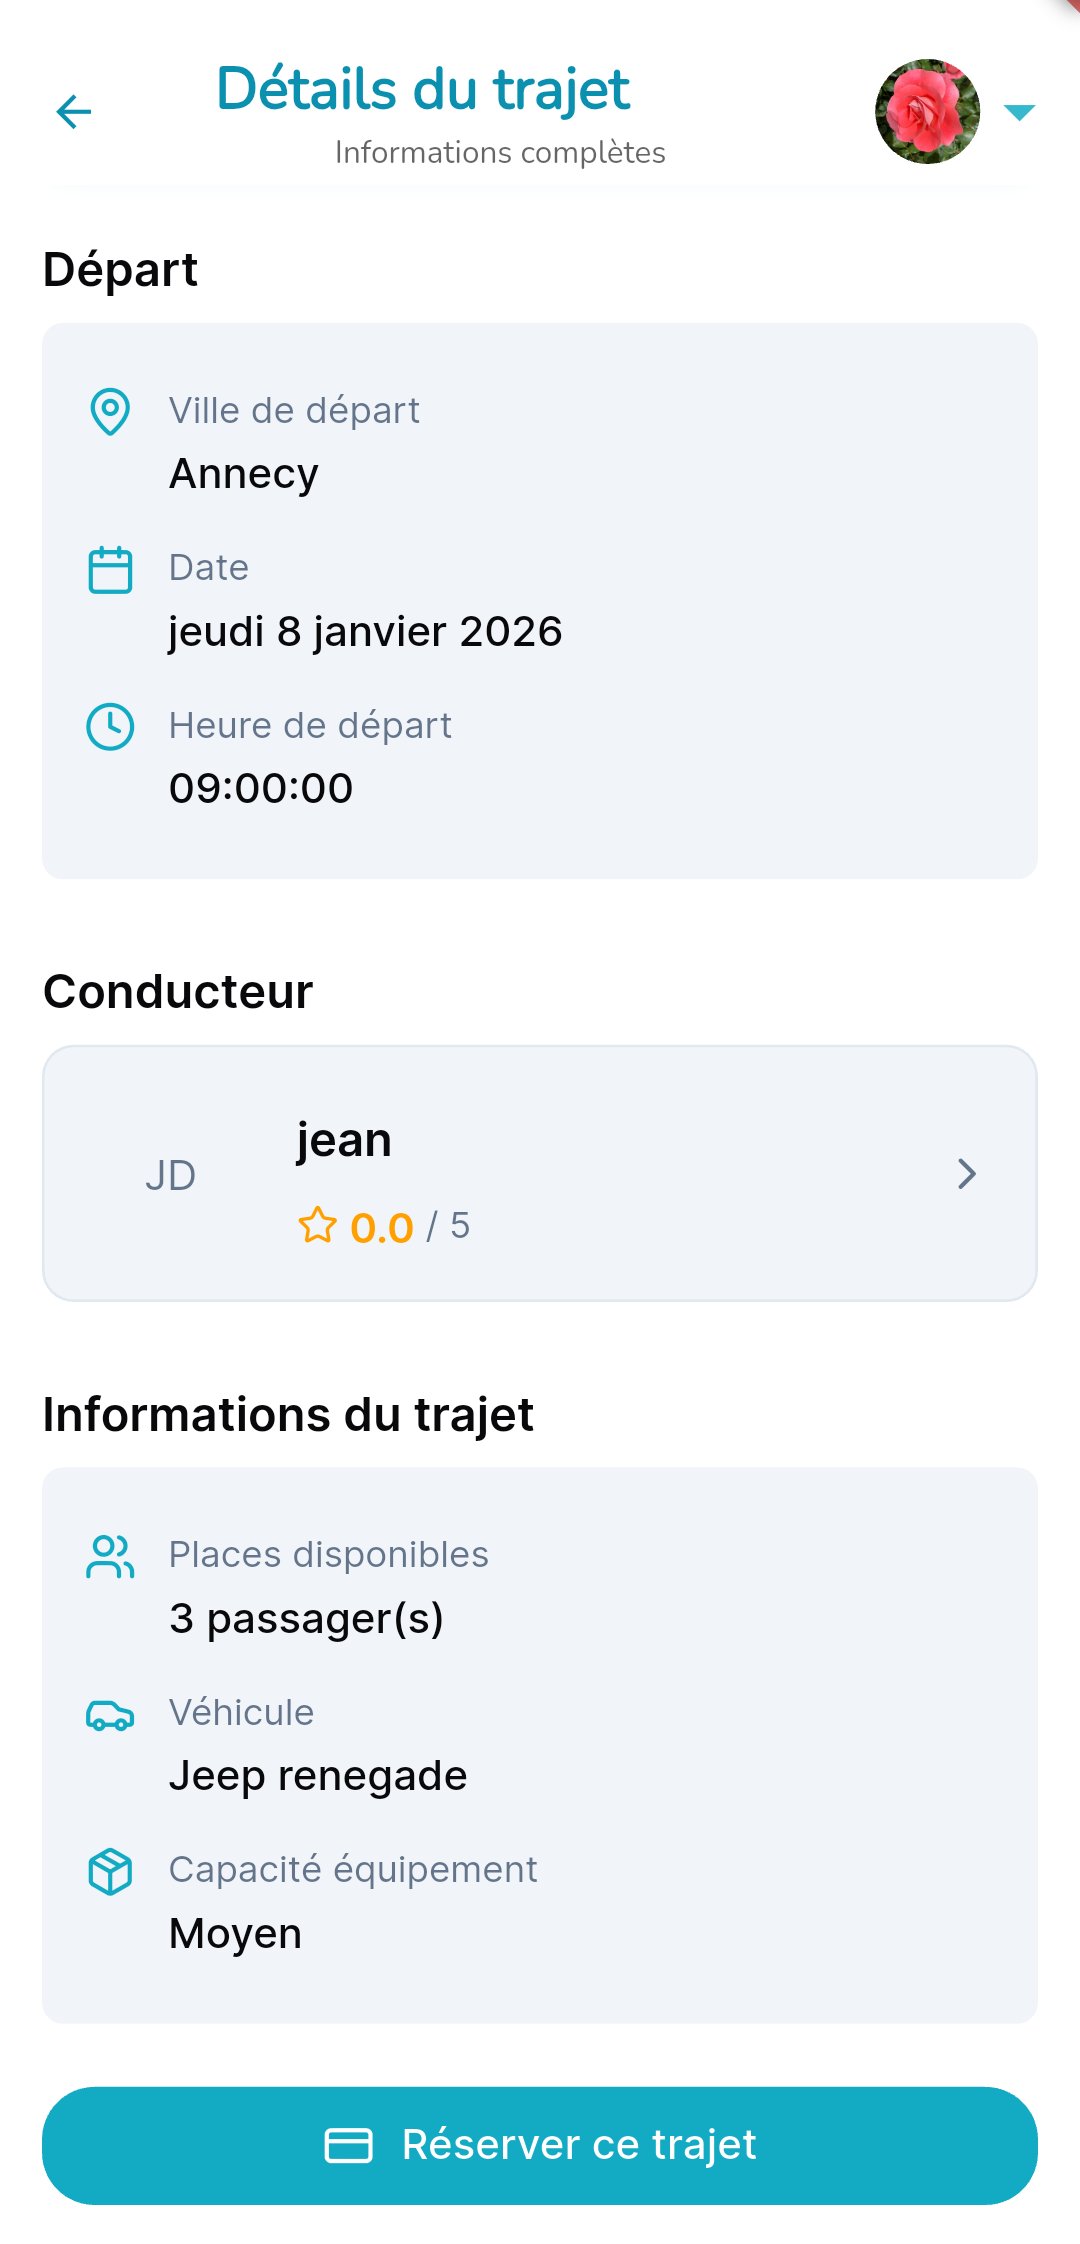 Détails du trajet
Informations complètes
Départ
Ville de départ
Annecy
Date
jeudi 8 janvier 2026
Heure de départ
09:00:00
Conducteur
jean
JD
0.0 / 5
Informations du trajet
Places disponibles
3 passager(s)
Véhicule
Jeep renegade
Capacité équipement
Moyen
Réserver ce trajet